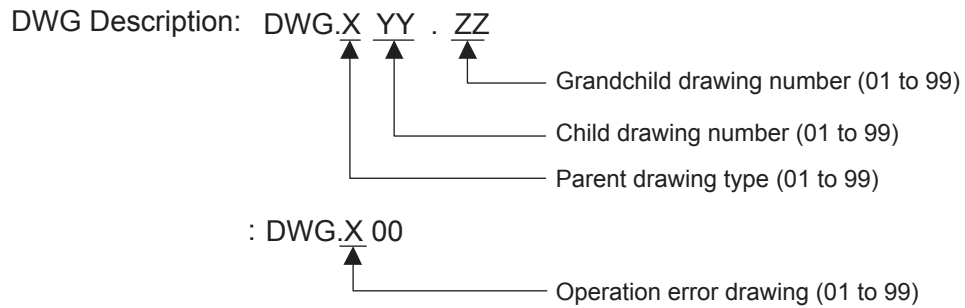 DWG Description: DWG.X YY . ZZ
Grandchild drawing number (01 to 99)
Child drawing number (01 to 99)
Parent drawing type (01 to 99)
: DWG.X 00
Operation error drawing (01 to 99)